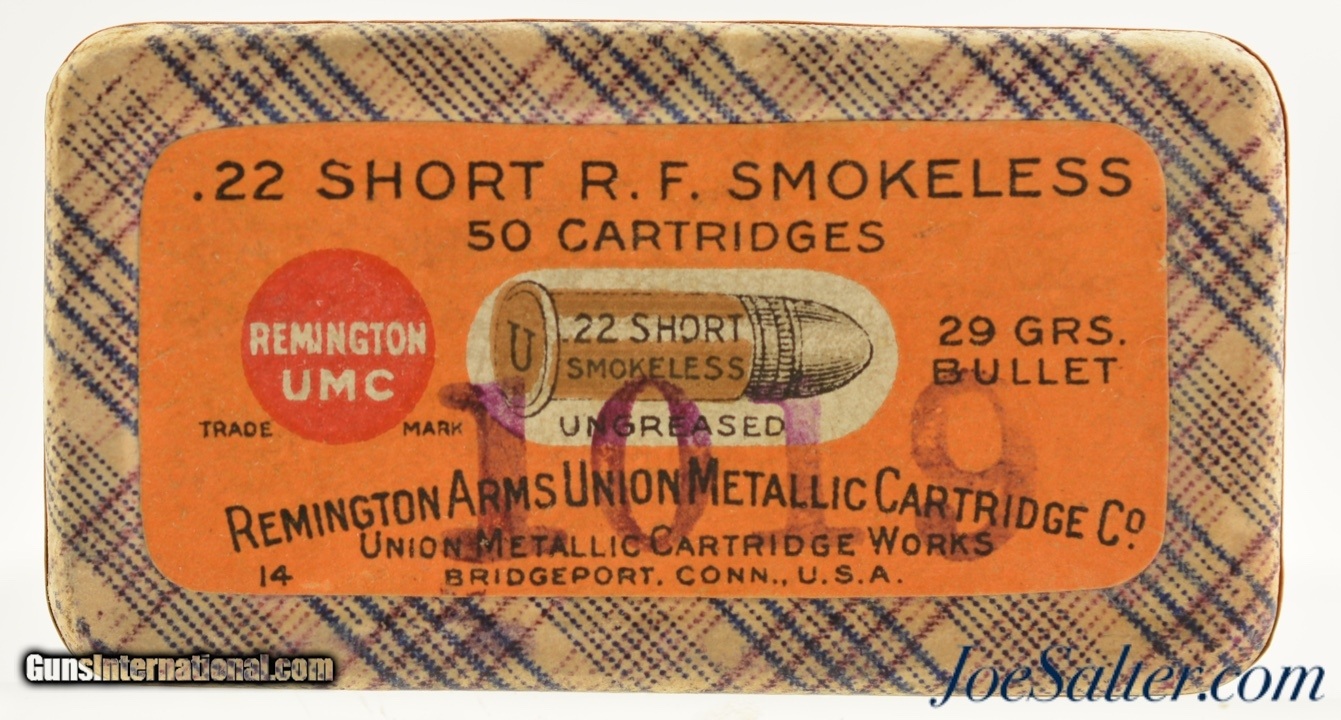 .22 SHORT R.F. SMOKELESS
50 CARTRIDGES
REMINGTON
UMC
TRADE MARK
U
.22 SHORT
SMOKELESS
UNGREASED
29 GRS.
BULLET
1019
REMINGTON ARMS UNION METALLIC CARTRIDGE CO.
UNION METALLIC CARTRIDGE WORKS
14
BRIDGEPORT, CONN., U.S.A.
GunsInternational.com
JoeSalter.com